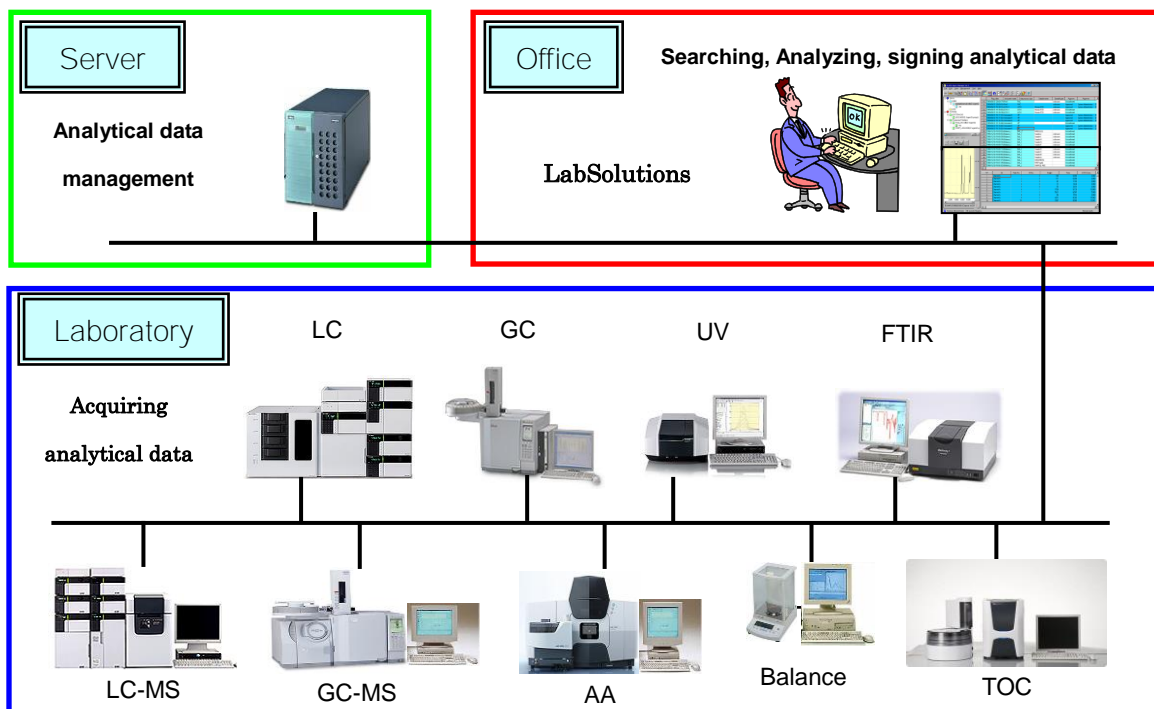 Server
Analytical data
management
Office
Searching, Analyzing, signing analytical data
LabSolutions
OK
Laboratory
Acquiring
analytical data
LC
GC
UV
FTIR
LC-MS
GC-MS
AA
Balance
TOC